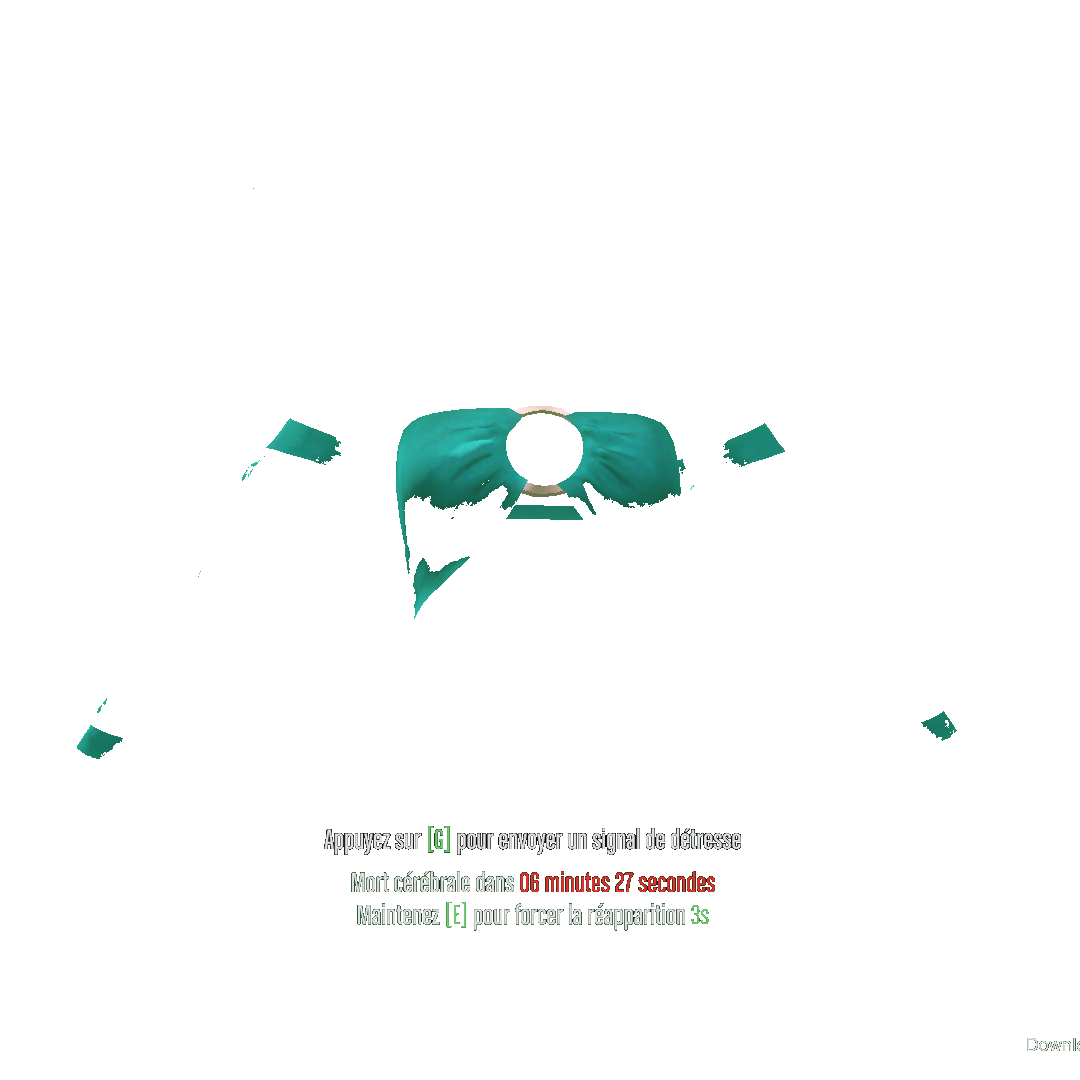 Appuyez sur [G] pour envoyer un signal de détresse
Mort cérébrale dans 06 minutes 27 secondes
Maintenez [E] pour forcer la réapparition 3s